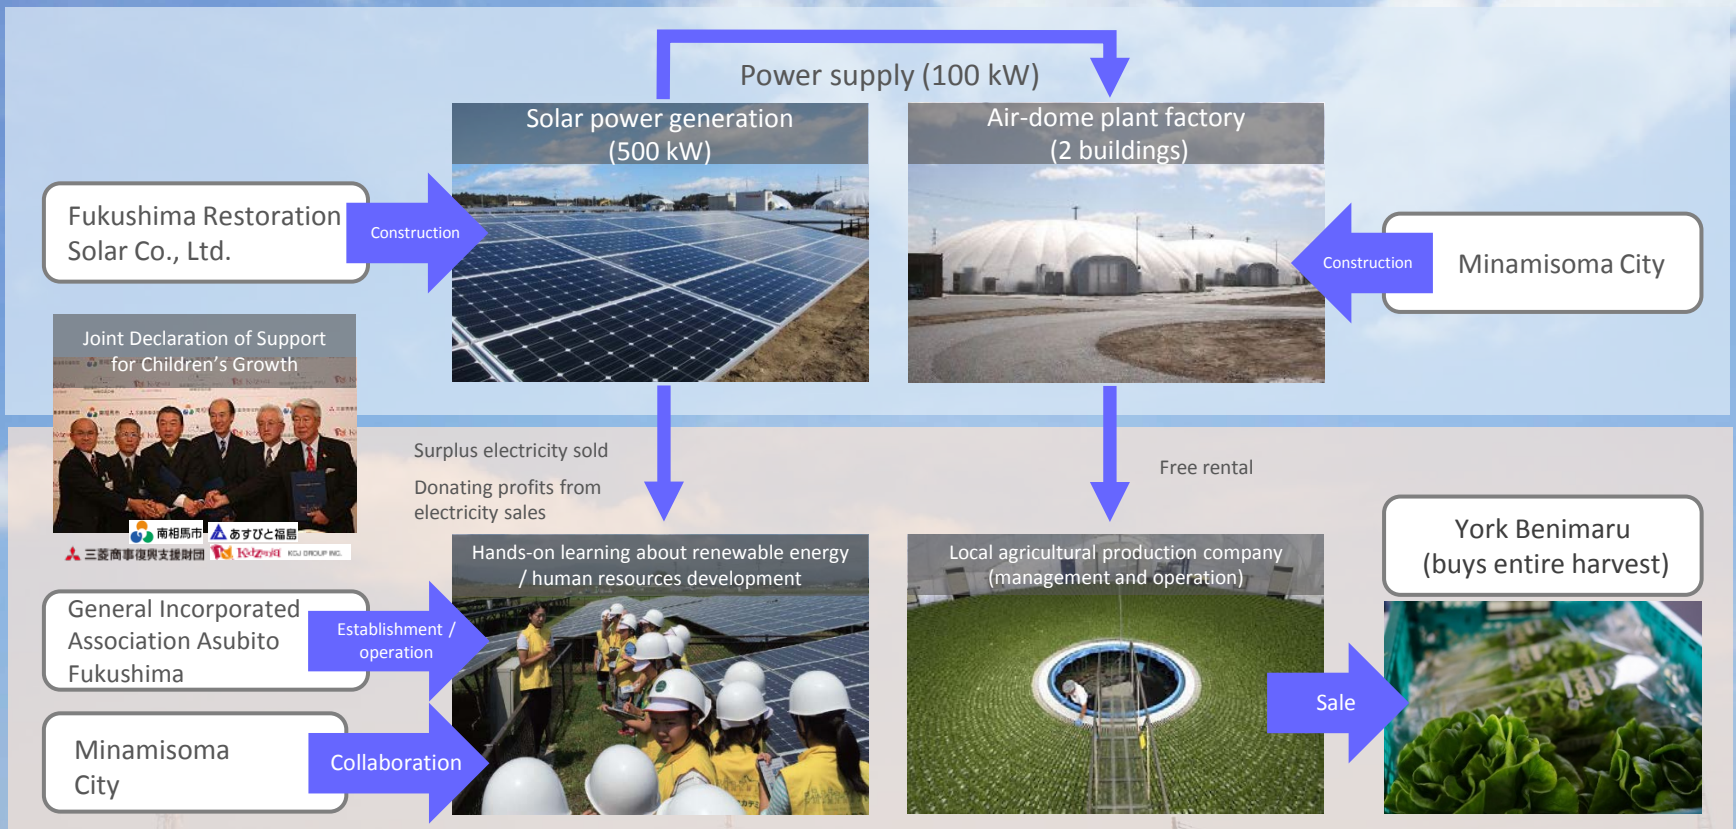 Power supply (100 kW)
Solar power generation
(500 kW)
Air-dome plant factory
(2 buildings)
Fukushima Restoration
Solar Co., Ltd.
Construction
Construction
Minamisoma City
Joint Declaration of Support
for Children's Growth
南相馬市
あすびと福島
三菱商事復興支援財団
Kidzania
KCJ GROUP INC.
Surplus electricity sold
Donating profits from
electricity sales
Free rental
Hands-on learning about renewable energy
/ human resources development
Local agricultural production company
(management and operation)
York Benimaru
(buys entire harvest)
General Incorporated
Association Asubito
Fukushima
Establishment /
operation
Minamisoma
City
Collaboration
Sale